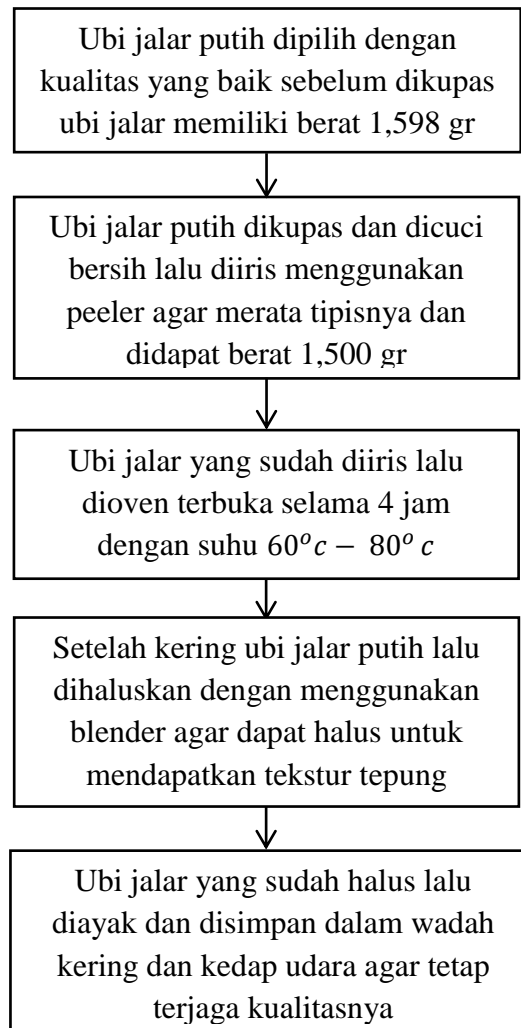 Ubi jalar putih dipilih dengan
kualitas yang baik sebelum dikupas
ubi jalar memiliki berat 1,598 gr
Ubi jalar putih dikupas dan dicuci
bersih lalu diiris menggunakan
peeler agar merata tipisnya dan
didapat berat 1,500 gr
Ubi jalar yang sudah diiris lalu
dioven terbuka selama 4 jam
dengan suhu 60°c – 80° c
Setelah kering ubi jalar putih lalu
dihaluskan dengan menggunakan
blender agar dapat halus untuk
mendapatkan tekstur tepung
Ubi jalar yang sudah halus lalu
diayak dan disimpan dalam wadah
kering dan kedap udara agar tetap
terjaga kualitasnya